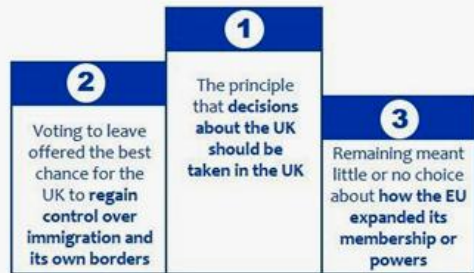 1
The principle
that decisions
about the UK
should be
taken in the UK
2
Voting to leave
offered the best
chance for the
UK to regain
control over
immigration and
its own borders
3
Remaining meant
little or no choice
about how the EU
expanded its
membership or
powers